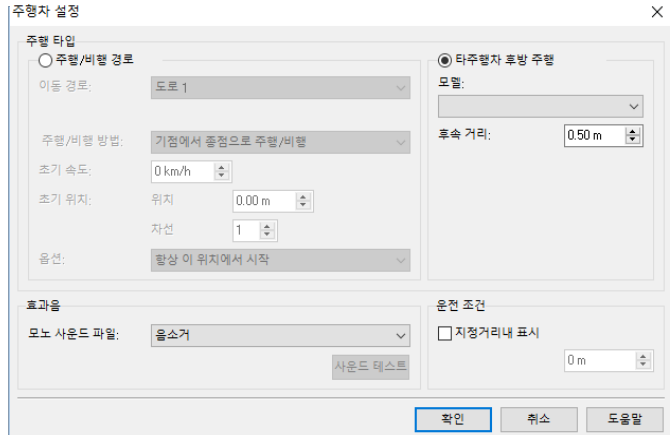 주행차 설정
주행 타입
주행/비행 경로
이동 경로:
도로 1
주행/비행 방법:
기점에서 종점으로 주행/비행
초기 속도:
0 km/h
초기 위치:
위치
0.00 m
차선
1
옵션:
항상 이 위치에서 시작
타주행차 후방 주행
모델:
후속 거리:
0.50 m
효과음
모노 사운드 파일:
음소거
사운드 테스트
운전 조건
지정거리내 표시
0 m
확인
취소
도움말